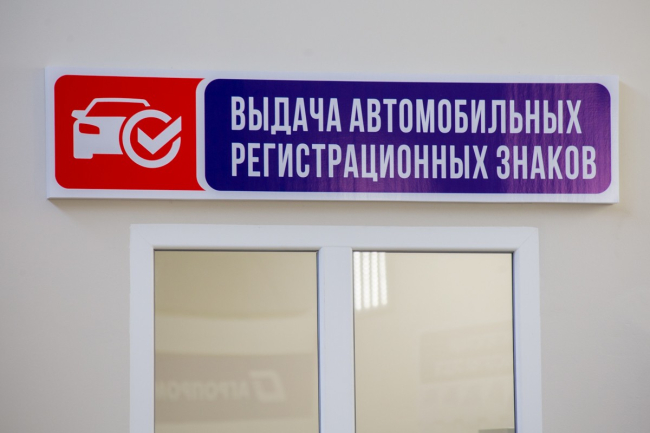 ВЫДАЧА АВТОМОБИЛЬНЫХ
РЕГИСТРАЦИОННЫХ ЗНАКОВ